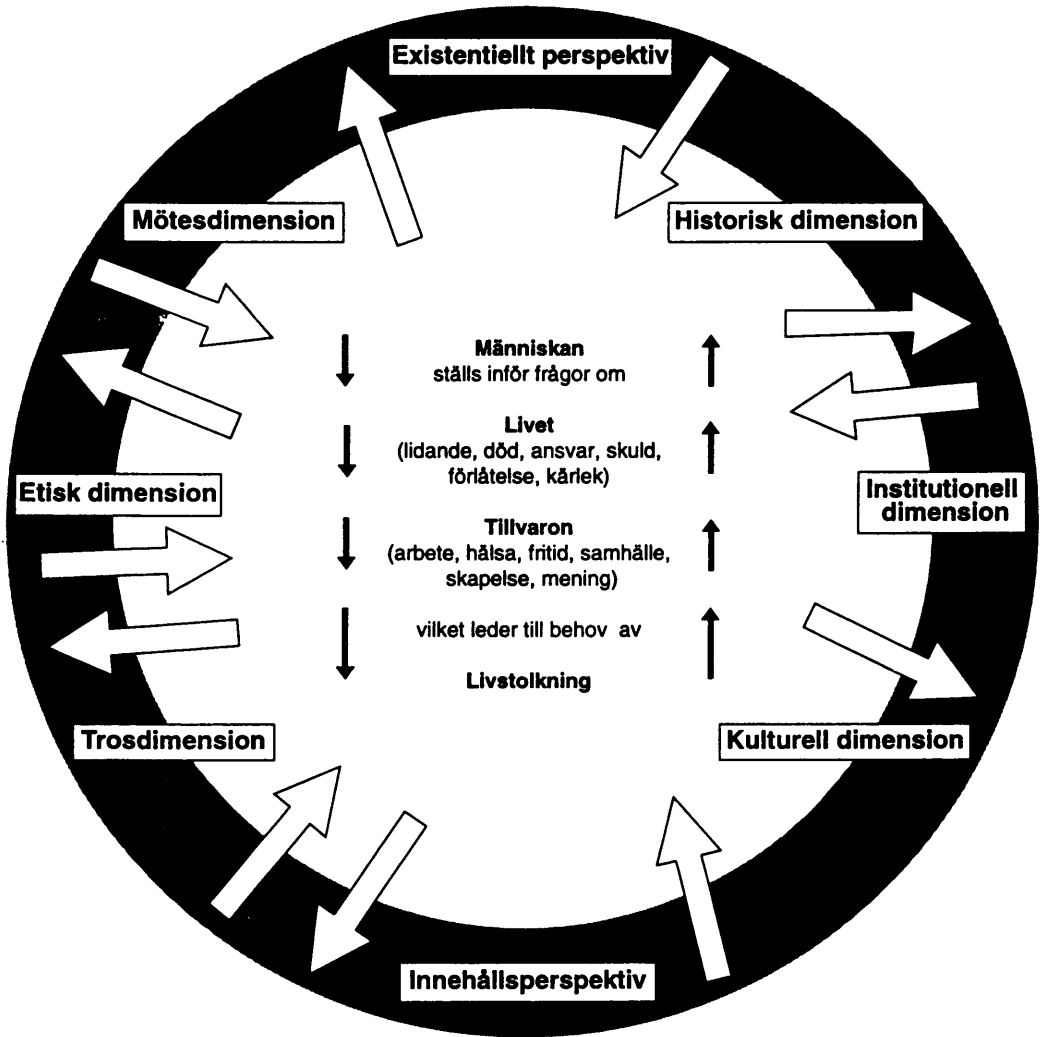 Existentiellt perspektiv
Mötesdimension
Historisk dimension
Människan
ställs inför frågor om
Livet
(lidande, död, ansvar, skuld,
förlåtelse, kärlek)
Etisk dimension
Institutionell
dimension
Tillvaron
(arbete, hälsa, fritid, samhälle,
skapelse, mening)
vilket leder till behov av
Livstolkning
Trosdimension
Kulturell dimension
Innehållsperspektiv